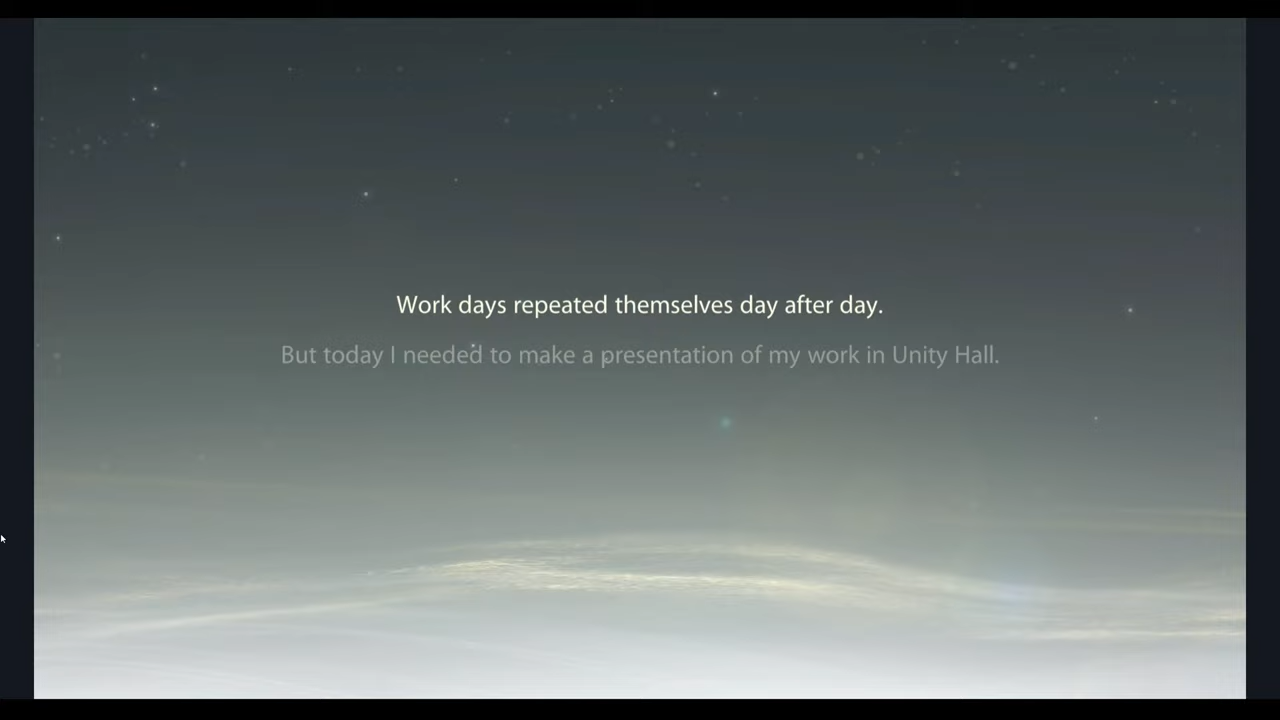 Work days repeated themselves day after day.
But today I needed to make a presentation of my work in Unity Hall.